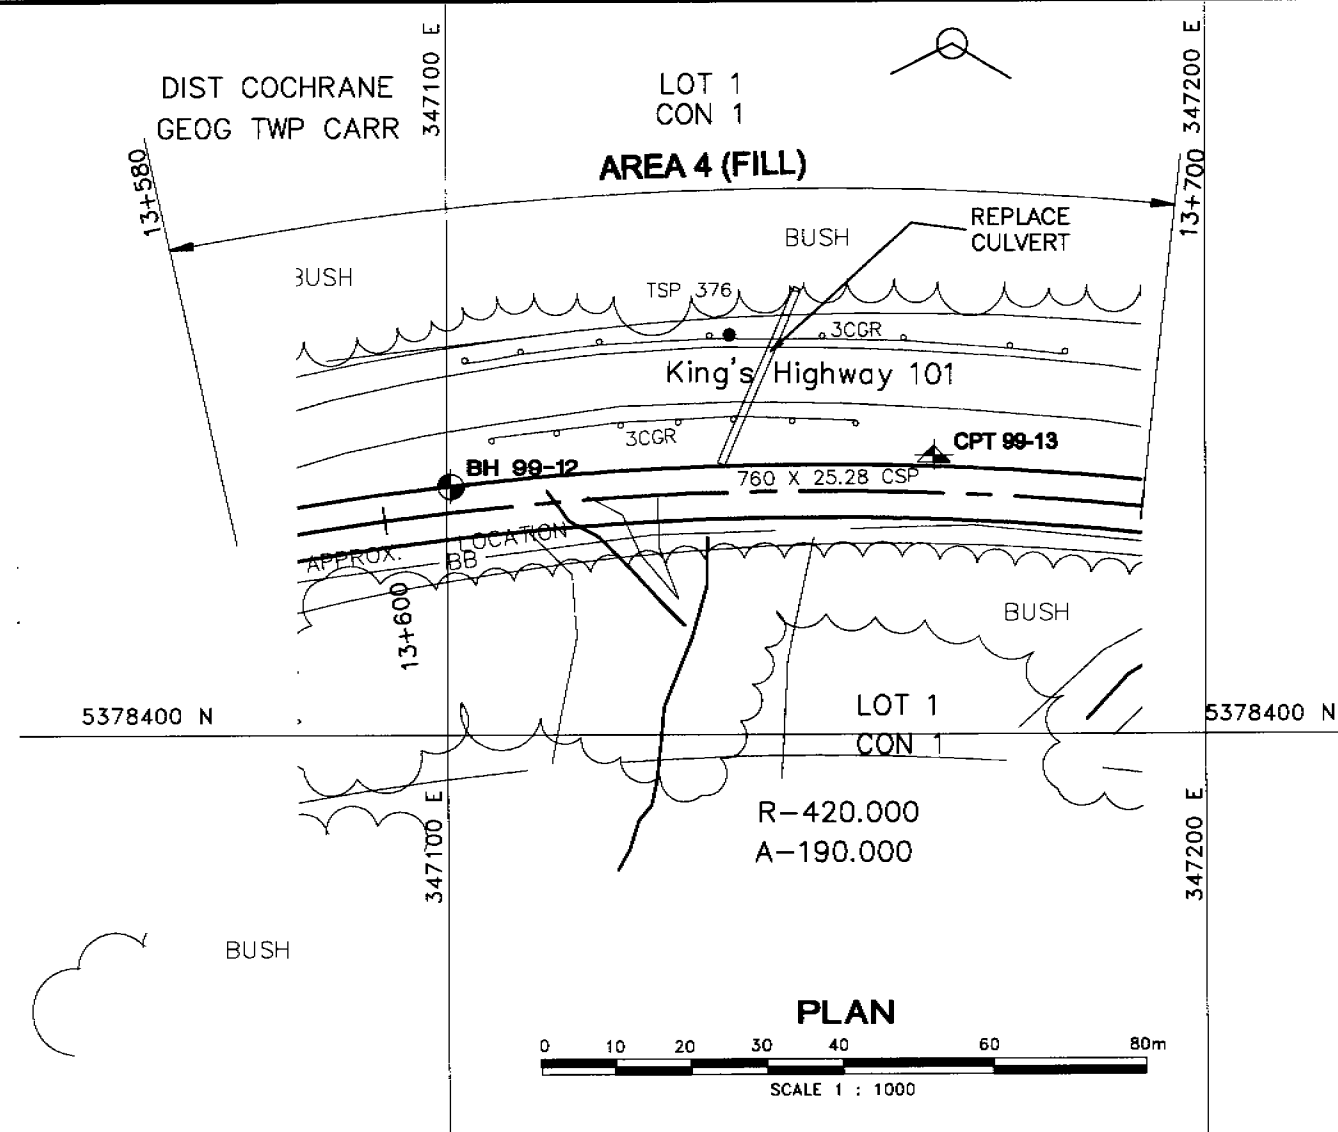 347100 E
347200 E
DIST COCHRANE
GEOG TWP CARR
LOT 1
CON 1
AREA 4 (FILL)
13+580
13+700
REPLACE
CULVERT
BUSH
BUSH
TSP 376
3CGR
King's Highway 101
3CGR
CPT 99-13
BH 99-12
760 X 25.28 CSP
APPROX. LOCATION
BB
13+600
BUSH
5378400 N
LOT 1
5378400 N
CON 1
347100 E
347200 E
R-420.000
A-190.000
BUSH
PLAN
0 10 20 30 40 60 80m
SCALE 1 : 1000